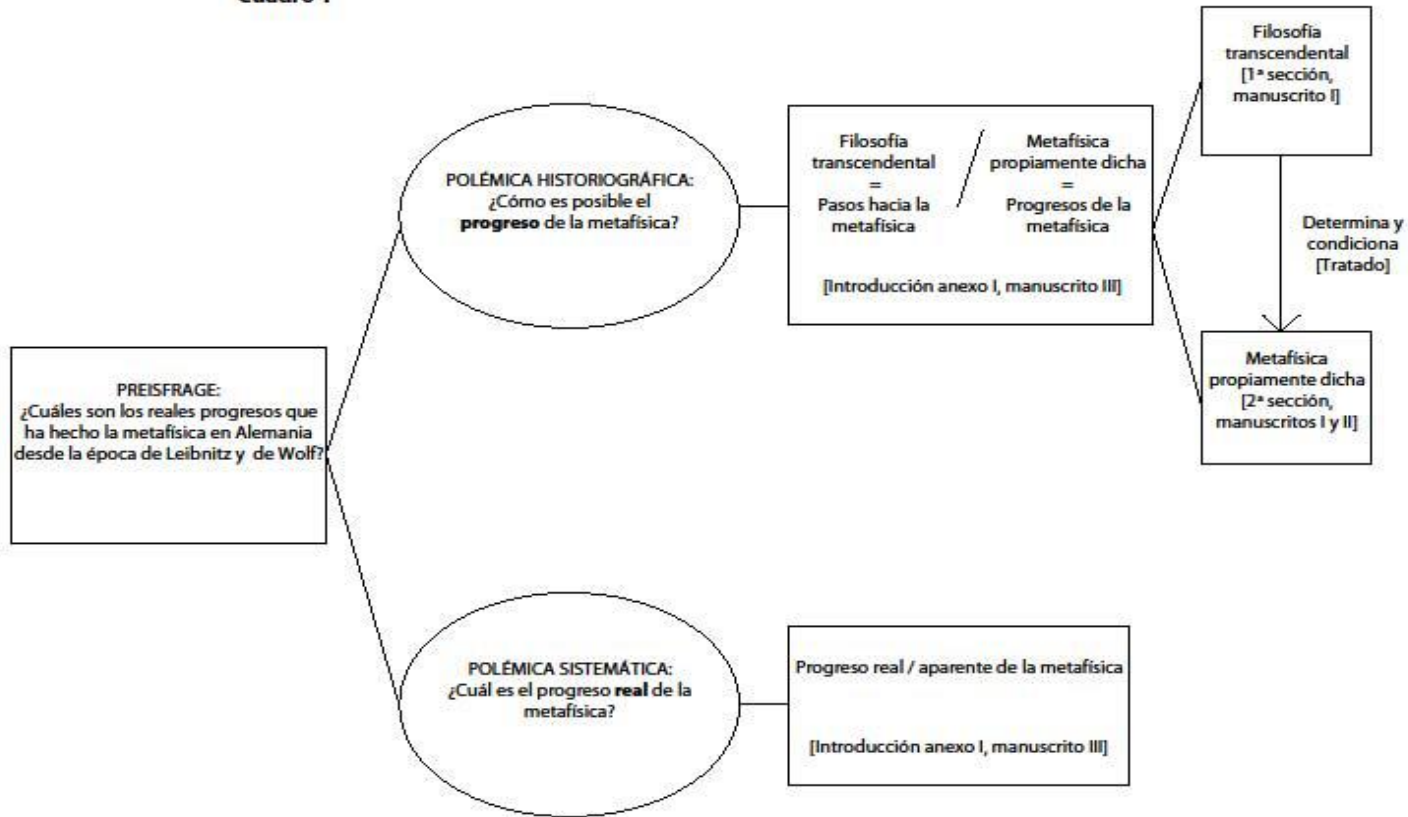 Filosofía
transcendental
[1ª sección,
manuscrito I]
POLÉMICA HISTORIOGRÁFICA:
¿Cómo es posible el
progreso de la metafísica?
Filosofía
transcendental
=
Pasos hacia la
metafísica
/
Metafísica
propiamente dicha
=
Progresos de la
metafísica
[Introducción anexo I, manuscrito III]
Determina y
condiciona
[Tratado]
Metafísica
propiamente dicha
[2ª sección,
manuscritos I y II]
PREISFRAGE:
¿Cuáles son los reales progresos que
ha hecho la metafísica en Alemania
desde la época de Leibnitz y de Wolf?
POLÉMICA SISTEMÁTICA:
¿Cuál es el progreso real de la
metafísica?
Progreso real / aparente de la metafísica
[Introducción anexo I, manuscrito III]